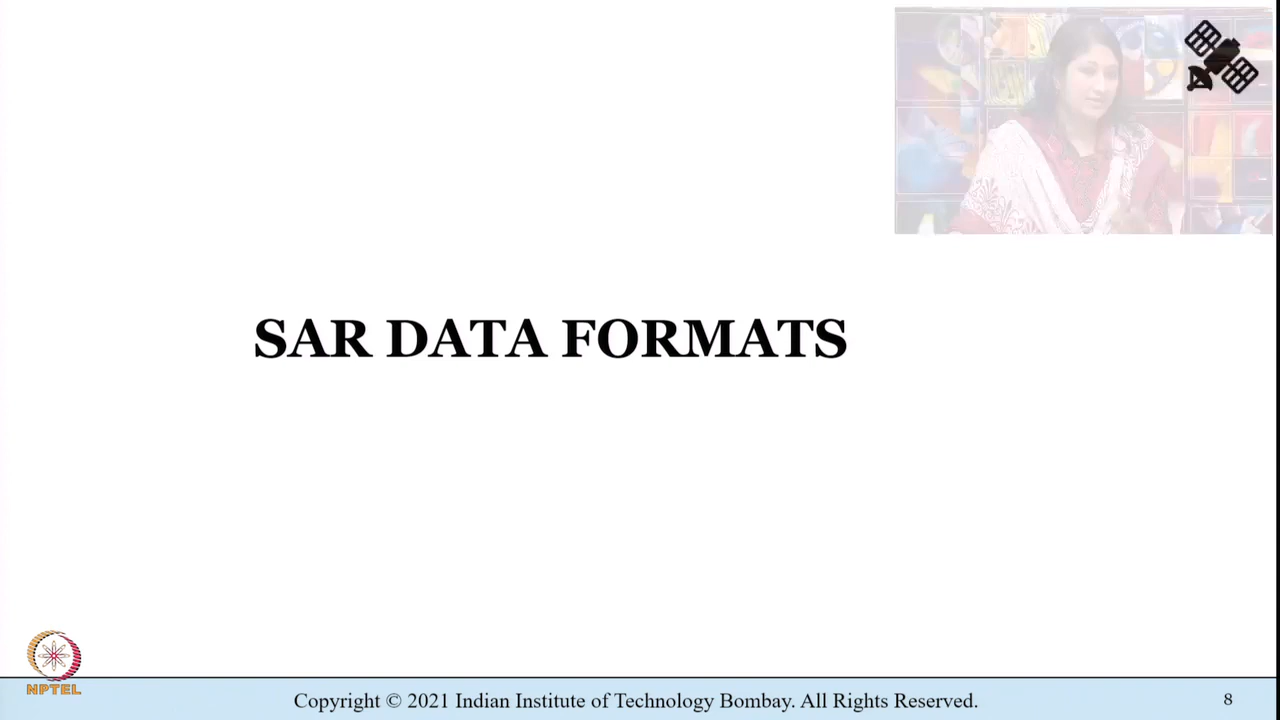 SAR DATA FORMATS
NPTEL
Copyright © 2021 Indian Institute of Technology Bombay. All Rights Reserved.
8